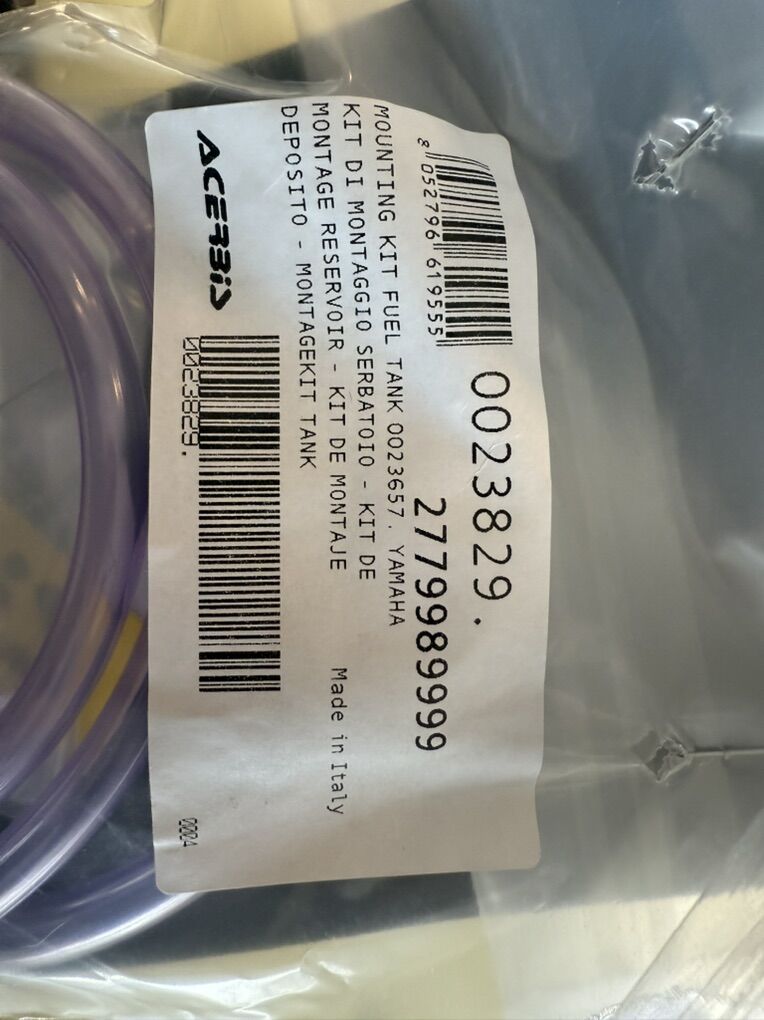 8 052796 619555
0023829.
2779989999
MOUNTING KIT FUEL TANK 0023657. YAMAHA
KIT DI MONTAGGIO SERBATOIO - KIT DE
MONTAGE RESERVOIR - KIT DE MONTAJE
DEPOSITO - MONTAGEKIT TANK
Made in Italy
ACERBIS
0023829.